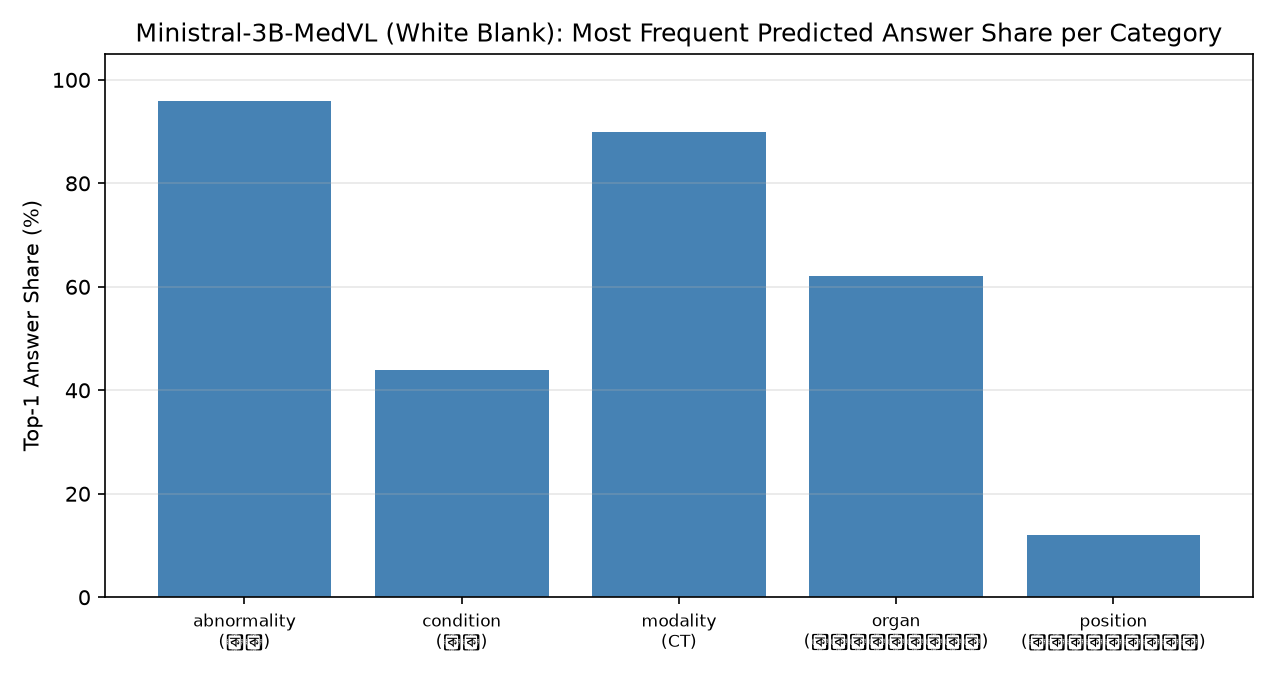 Ministral-3B-MedVL (White Blank): Most Frequent Predicted Answer Share per Category
Top-1 Answer Share (%)
100
80
60
40
20
0
abnormality
condition
modality
(CT)
organ
position